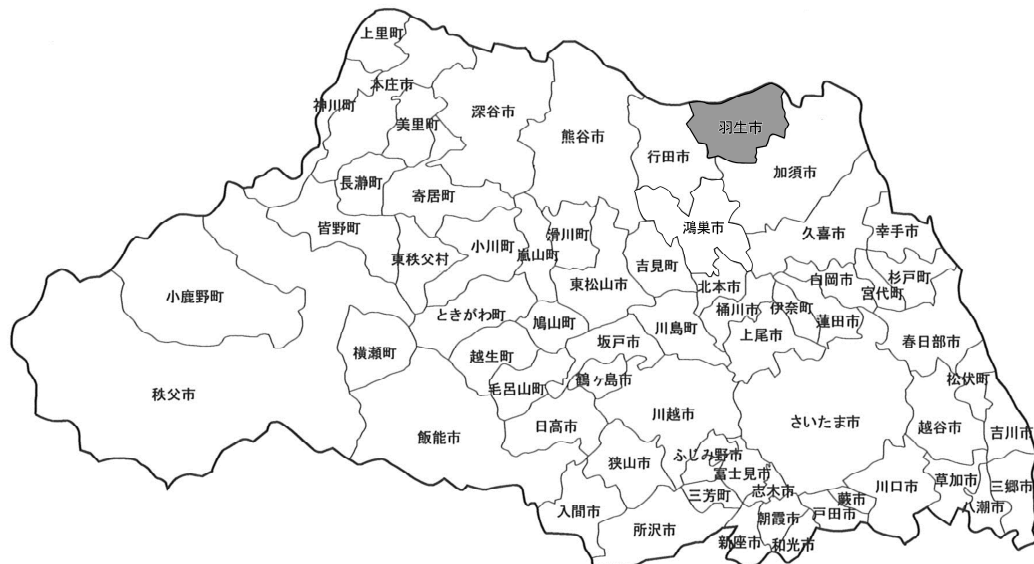 上里町
本庄市
神川町
美里町
深谷市
熊谷市
行田市
羽生市
加須市
長瀞町
寄居町
皆野町
東秩父村
小川町
嵐山町
滑川町
東松山市
吉見町
鴻巣市
久喜市
幸手市
北本市
白岡市
宮代町
杉戸町
小鹿野町
ときがわ町
鳩山町
川島町
桶川市
伊奈町
蓮田市
上尾市
春日部市
横瀬町
越生町
坂戸市
毛呂山町
鶴ヶ島市
松伏町
秩父市
飯能市
日高市
川越市
さいたま市
越谷市
吉川市
狭山市
ふじみ野市
富士見市
三芳町
志木市
蕨市
川口市
草加市
三郷市
八潮市
入間市
所沢市
朝霞市
戸田市
新座市
和光市